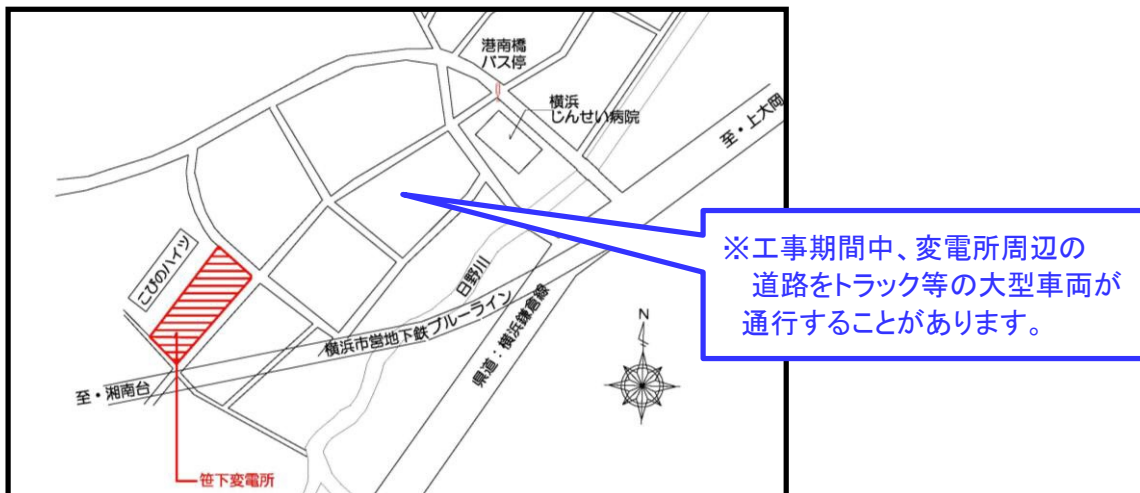 港南橋
バス停
横浜
じんせい病院
至・上大岡
※工事期間中、変電所周辺の
道路をトラック等の大型車両が
通行することがあります。
こびのハイツ
日野川
横浜市営地下鉄ブルーライン
県道：横浜鎌倉線
N
至・湘南台
笹下変電所